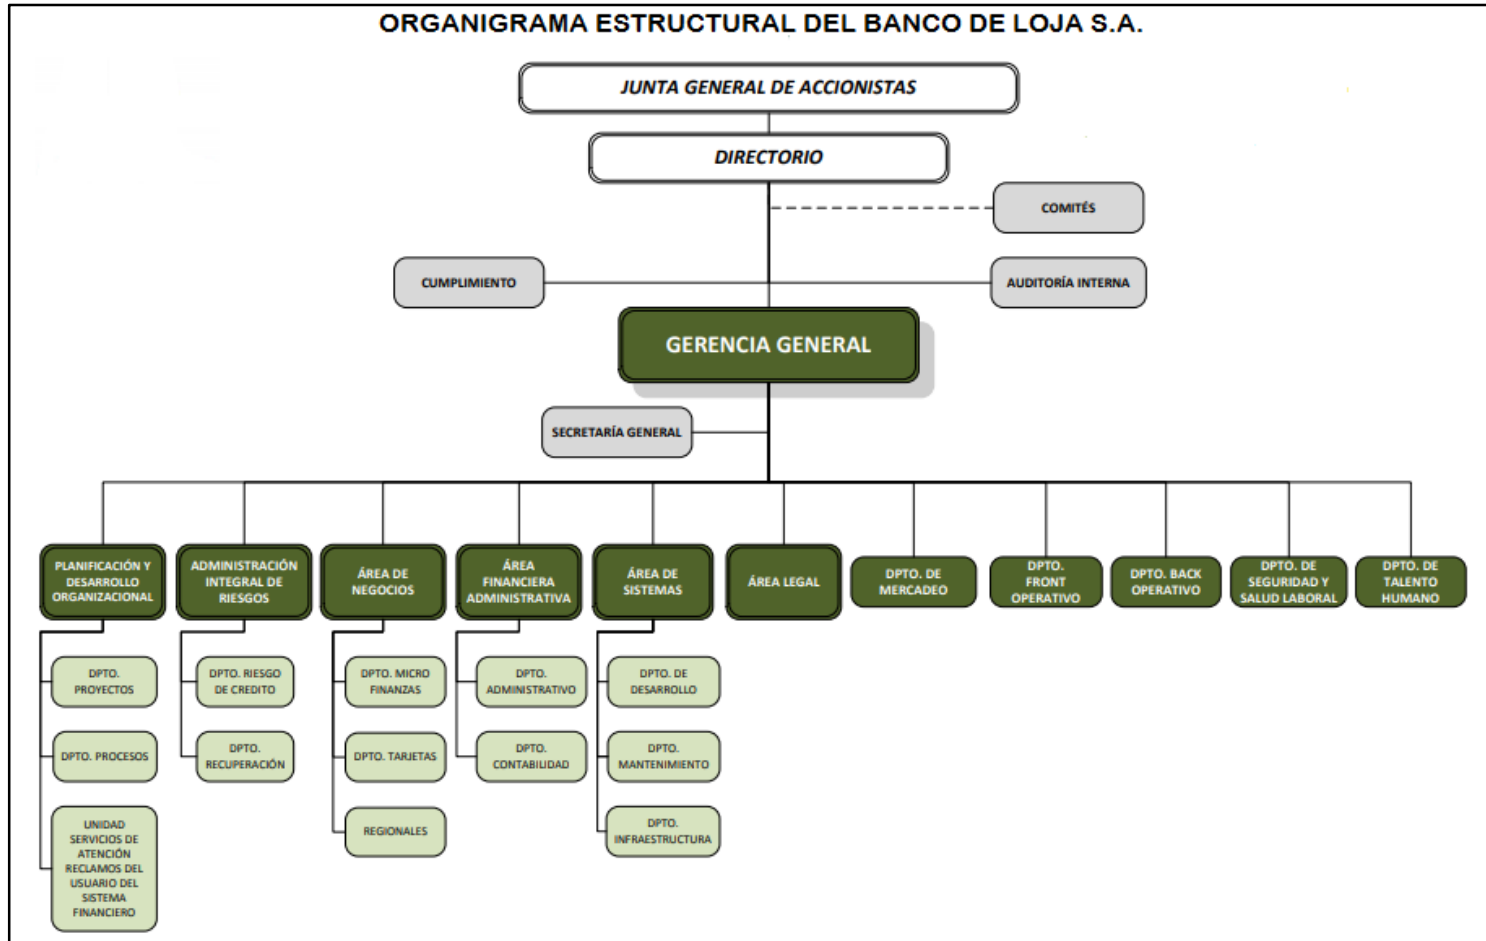 ORGANIGRAMA ESTRUCTURAL DEL BANCO DE LOJA S.A.
JUNTA GENERAL DE ACCIONISTAS
DIRECTORIO
COMITÉS
CUMPLIMIENTO
AUDITORÍA INTERNA
GERENCIA GENERAL
SECRETARÍA GENERAL
PLANIFICACIÓN Y
DESARROLLO
ORGANIZACIONAL
ADMINISTRACIÓN
INTEGRAL DE
RIESGOS
ÁREA DE
NEGOCIOS
ÁREA
FINANCIERA
ADMINISTRATIVA
ÁREA DE
SISTEMAS
ÁREA LEGAL
DPTO. DE
MERCADEO
DPTO.
FRONT
OPERATIVO
DPTO. BACK
OPERATIVO
DPTO. DE
SEGURIDAD Y
SALUD LABORAL
DPTO. DE
TALENTO
HUMANO
DPTO.
PROYECTOS
DPTO. RIESGO
DE CREDITO
DPTO. MICRO
FINANZAS
DPTO.
ADMINISTRATIVO
DPTO. DE
DESARROLLO
DPTO. PROCESOS
DPTO.
RECUPERACIÓN
DPTO. TARJETAS
DPTO.
CONTABILIDAD
DPTO.
MANTENIMIENTO
UNIDAD
SERVICIOS DE
ATENCIÓN
RECLAMOS DEL
USUARIO DEL
SISTEMA
FINANCIERO
REGIONALES
DPTO.
INFRAESTRUCTURA